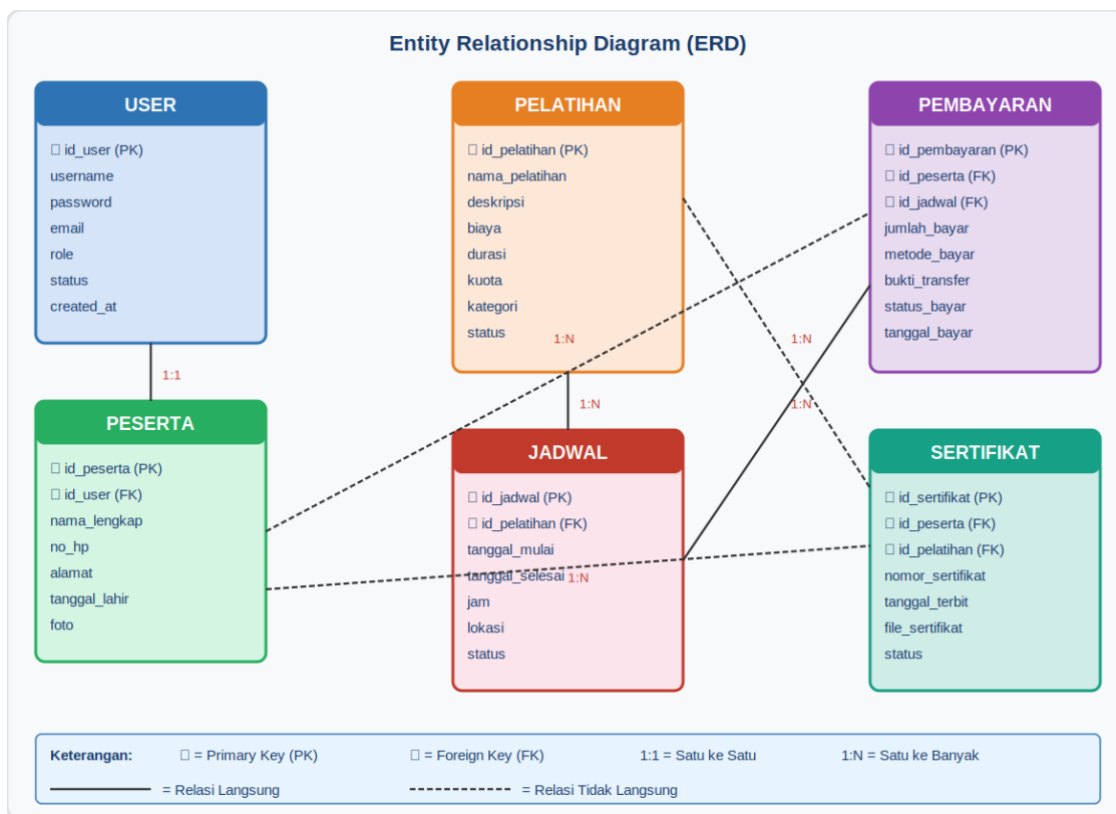 Entity Relationship Diagram (ERD)
USER
□ id_user (PK)
username
password
email
role
status
created_at
1:1
PESERTA
□ id_peserta (PK)
□ id_user (FK)
nama_lengkap
no_hp
alamat
tanggal_lahir
foto
PELATIHAN
□ id_pelatihan (PK)
nama_pelatihan
deskripsi
biaya
durasi
kuota
kategori
status
1:N
1:N
JADWAL
□ id_jadwal (PK)
□ id_pelatihan (FK)
tanggal_mulai
tanggal_selesai
1:N
jam
lokasi
status
1:N
1:N
PEMBAYARAN
□ id_pembayaran (PK)
□ id_peserta (FK)
□ id_jadwal (FK)
jumlah_bayar
metode_bayar
bukti_transfer
status_bayar
tanggal_bayar
SERTIFIKAT
□ id_sertifikat (PK)
□ id_peserta (FK)
□ id_pelatihan (FK)
nomor_sertifikat
tanggal_terbit
file_sertifikat
status
Keterangan: □ = Primary Key (PK) □ = Foreign Key (FK) 1:1 = Satu ke Satu 1:N = Satu ke Banyak
= Relasi Langsung = Relasi Tidak Langsung